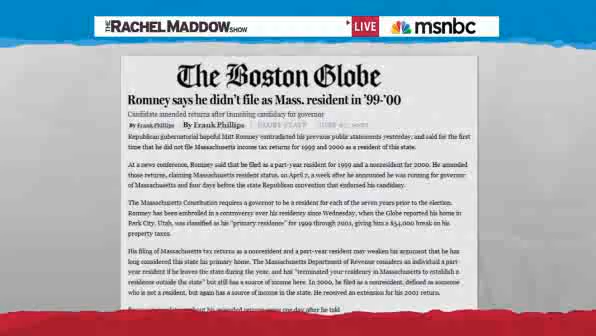 THE RACHEL MADDOW SHOW
LIVE
msnbc
The Boston Globe
Romney says he didn't file as Mass. resident in '99-'00
Candidate amended returns after launching candidacy for governor
By Frank Phillips By Frank Phillips
Republican gubernatorial hopeful Mitt Romney contradicted his previous public statements yesterday, and said for the first
time that he did not file Massachusetts income tax returns for 1999 and 2000 as a resident of this state.
At a news conference, Romney said that he filed as a part-year resident for 1999 and a nonresident for 2000. He amended
those returns, claiming Massachusetts resident status, on April 7, a week after he announced he was running for governor
of Massachusetts and four days before the state Republican convention that endorsed his candidacy.
The Massachusetts Constitution requires a governor to be a resident for each of the seven years prior to the election.
Romney has been embroiled in a controversy over his residency since Wednesday, when the Globe reported his home in
Park City, Utah, was classified as his "primary residence" for 1999 through 2001, giving him a $54,000 break on his
property taxes.
His filing of Massachusetts tax returns as a nonresident and a part-year resident may weaken his argument that he has
long considered this state his primary home. The Massachusetts Department of Revenue considers an individual a part-
year resident if he leaves the state during the year, and has "terminated your residency in Massachusetts to establish a
residence outside the state" but still has a source of income here. In 2000, he filed as a nonresident, defined as someone
who is not a resident, but again has a source of income in the state. He received an extension for his 2001 return.